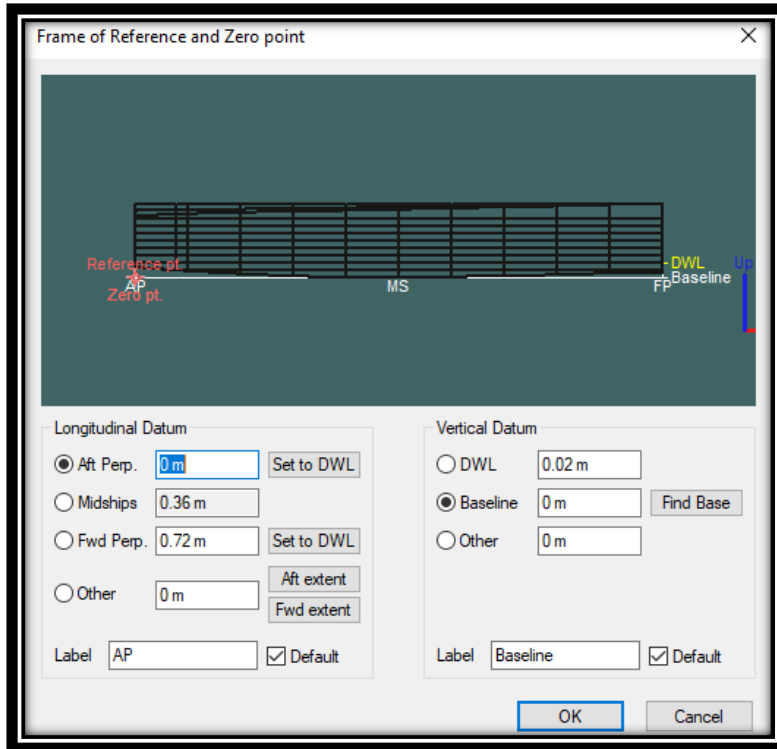 Frame of Reference and Zero point
Reference pt.
DWL
Up
AP
MS
FP
Baseline
Zero pt.
Longitudinal Datum
Aft Perp. 0 m Set to DWL
Midships 0.36 m
Fwd Perp. 0.72 m Set to DWL
Other 0 m Aft extent
Fwd extent
Label AP Default
Vertical Datum
DWL 0.02 m
Baseline 0 m Find Base
Other 0 m
Label Baseline Default
OK Cancel